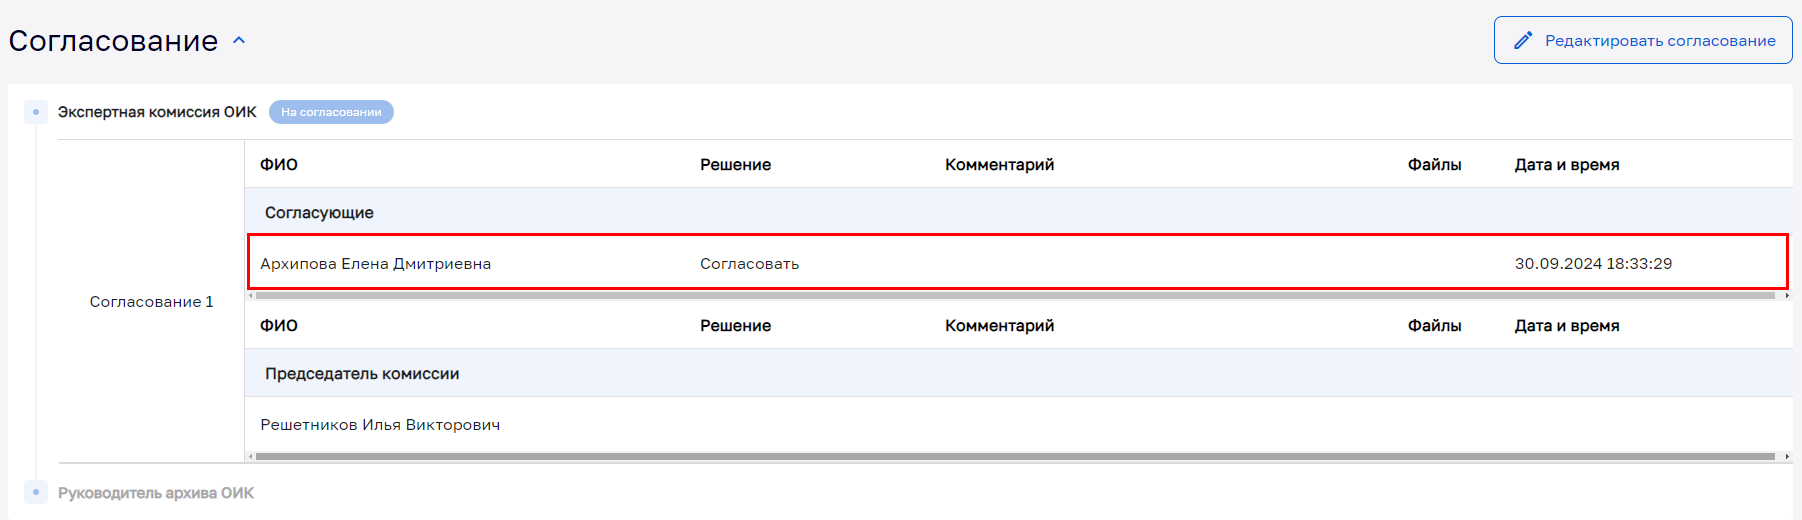 Согласование
Редактировать согласование
Экспертная комиссия ОИК На согласовании
ФИО Решение Комментарий Файлы Дата и время
Согласующие
Архипова Елена Дмитриевна Согласовать 30.09.2024 18:33:29
Согласование 1
ФИО Решение Комментарий Файлы Дата и время
Председатель комиссии
Решетников Илья Викторович
Руководитель архива ОИК